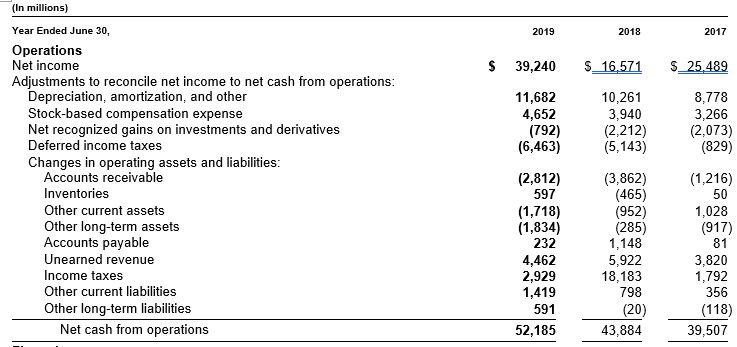 (In millions)
Year Ended June 30, 2019 2018 2017
Operations
Net income $ 39,240 $ 16,571 $ 25,489
Adjustments to reconcile net income to net cash from operations:
Depreciation, amortization, and other 11,682 10,261 8,778
Stock-based compensation expense 4,652 3,940 3,266
Net recognized gains on investments and derivatives (792) (2,212) (2,073)
Deferred income taxes (6,463) (5,143) (829)
Changes in operating assets and liabilities:
Accounts receivable (2,812) (3,862) (1,216)
Inventories 597 (465) 50
Other current assets (1,718) (952) 1,028
Other long-term assets (1,834) (285) (917)
Accounts payable 232 1,148 81
Unearned revenue 4,462 5,922 3,820
Income taxes 2,929 18,183 1,792
Other current liabilities 1,419 798 356
Other long-term liabilities 591 (20) (118)
Net cash from operations 52,185 43,884 39,507